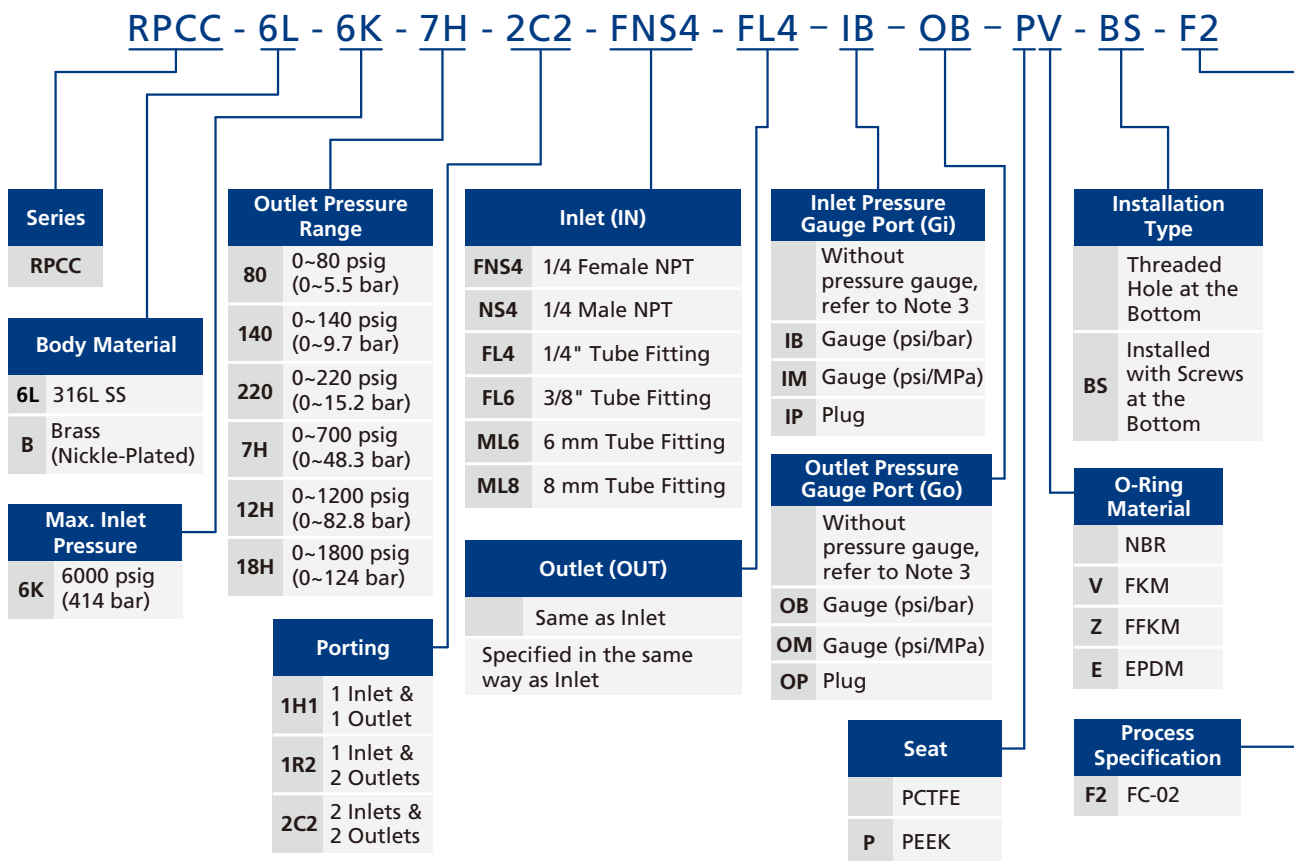 RPCC - 6L - 6K - 7H - 2C2 - FNS4 - FL4 – IB – OB – PV - BS - F2
Series
RPCC
Body Material
6L 316L SS
B Brass
(Nickle-Plated)
Max. Inlet
Pressure
6K 6000 psig
(414 bar)
Outlet Pressure
Range
80 0~80 psig
(0~5.5 bar)
140 0~140 psig
(0~9.7 bar)
220 0~220 psig
(0~15.2 bar)
7H 0~700 psig
(0~48.3 bar)
12H 0~1200 psig
(0~82.8 bar)
18H 0~1800 psig
(0~124 bar)
Porting
1H1 1 Inlet &
1 Outlet
1R2 1 Inlet &
2 Outlets
2C2 2 Inlets &
2 Outlets
Inlet (IN)
FNS4 1/4 Female NPT
NS4 1/4 Male NPT
FL4 1/4" Tube Fitting
FL6 3/8" Tube Fitting
ML6 6 mm Tube Fitting
ML8 8 mm Tube Fitting
Outlet (OUT)
Same as Inlet
Specified in the same
way as Inlet
Inlet Pressure
Gauge Port (Gi)
Without
pressure gauge,
refer to Note 3
IB Gauge (psi/bar)
IM Gauge (psi/MPa)
IP Plug
Outlet Pressure
Gauge Port (Go)
Without
pressure gauge,
refer to Note 3
OB Gauge (psi/bar)
OM Gauge (psi/MPa)
OP Plug
Seat
PCTFE
P PEEK
Installation
Type
Threaded
Hole at the
Bottom
BS Installed
with Screws
at the
Bottom
O-Ring
Material
NBR
V FKM
Z FFKM
E EPDM
Process
Specification
F2 FC-02